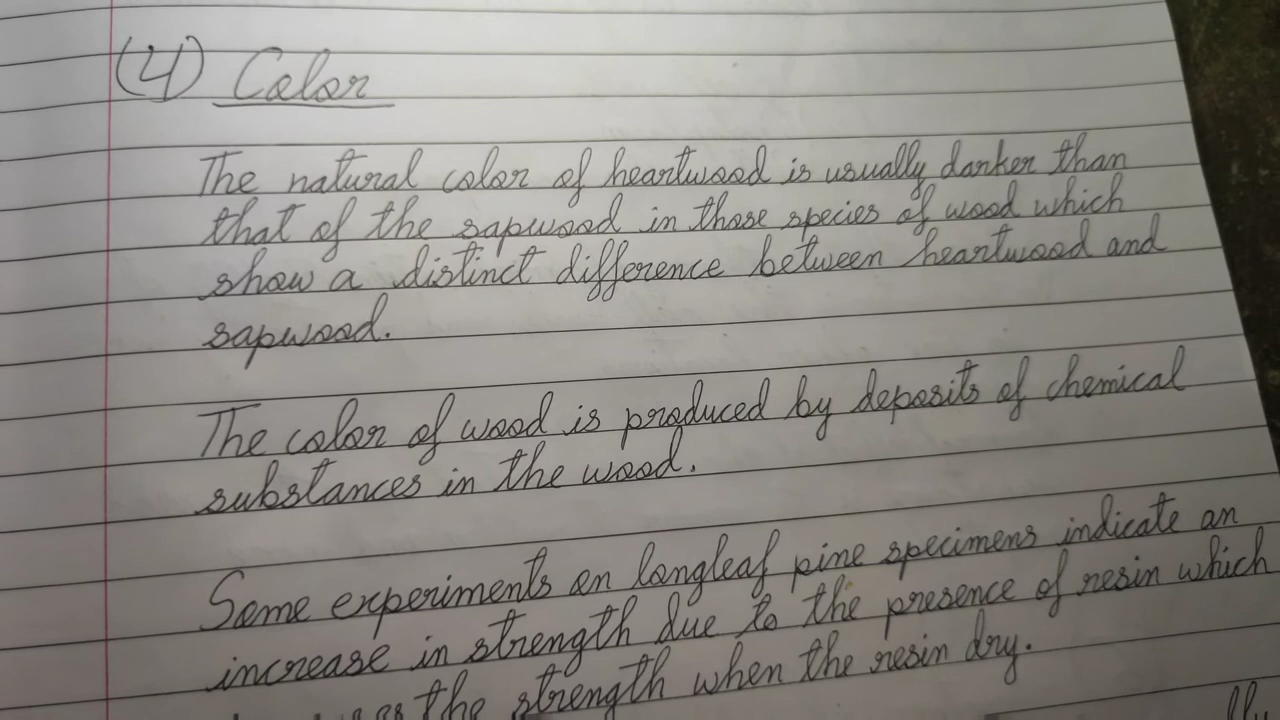 (4) Color
The natural color of heartwood is usually darker than
that of the sapwood in those species of wood which
show a distinct difference between heartwood and
sapwood.
The color of wood is produced by deposits of chemical
substances in the wood.
Some experiments on longleaf pine specimens indicate an
increase in strength due to the presence of resin which
the strength when the resin dry.